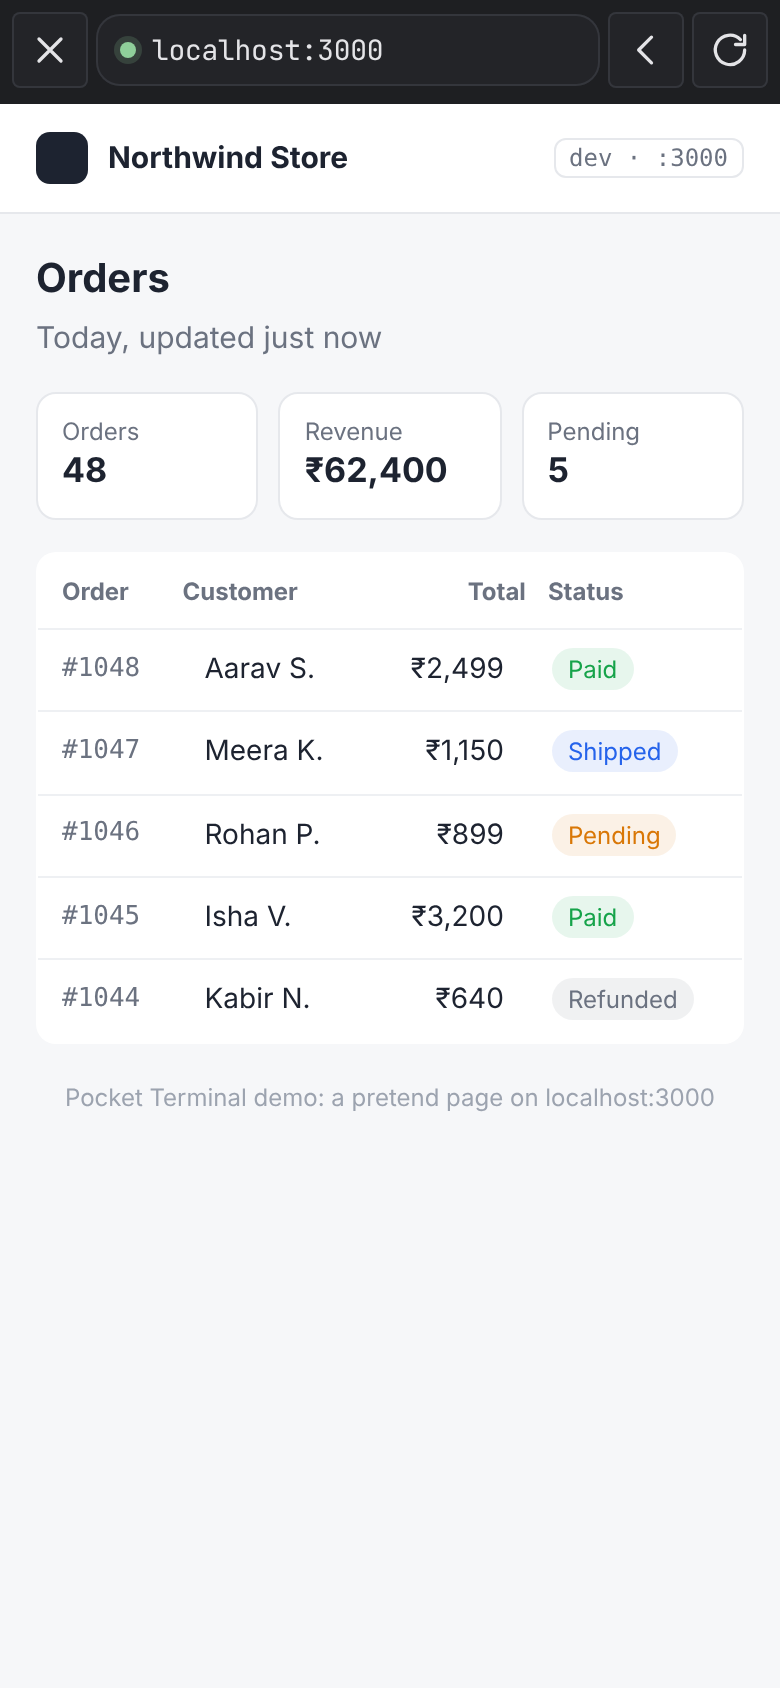 localhost:3000
Northwind Store
dev · :3000
Orders
Today, updated just now
Orders Revenue Pending
48 ₹62,400 5
Order Customer Total Status
#1048 Aarav S. ₹2,499 Paid
#1047 Meera K. ₹1,150 Shipped
#1046 Rohan P. ₹899 Pending
#1045 Isha V. ₹3,200 Paid
#1044 Kabir N. ₹640 Refunded
Pocket Terminal demo: a pretend page on localhost:3000